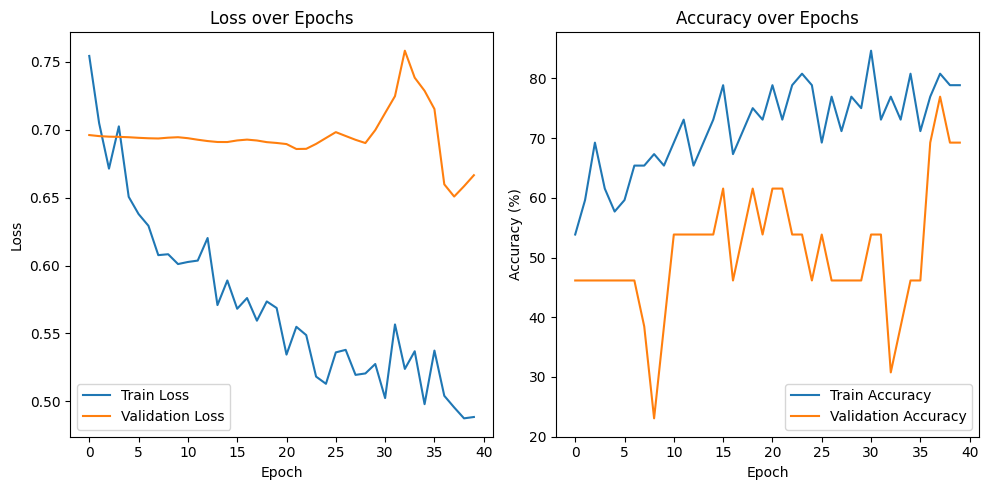 Loss over Epochs
0.75
0.70
0.65
0.60
0.55
0.50
Loss
0 5 10 15 20 25 30 35 40
Epoch
Train Loss
Validation Loss
Accuracy over Epochs
80
70
60
50
40
30
20
Accuracy (%)
0 5 10 15 20 25 30 35 40
Epoch
Train Accuracy
Validation Accuracy